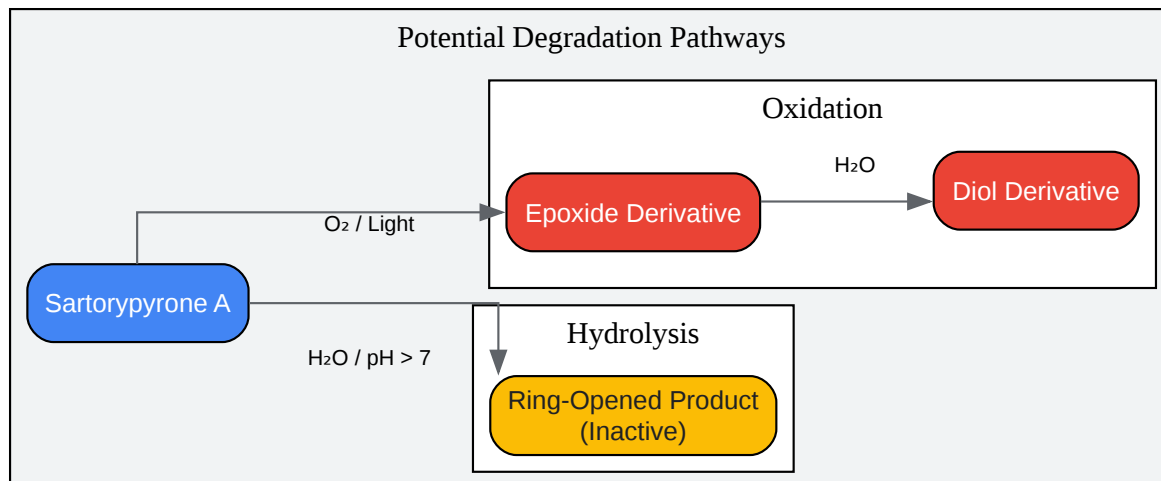 Potential Degradation Pathways
Oxidation
H₂O
Diol Derivative
Epoxide Derivative
O₂ / Light
Sartorypyrone A
Hydrolysis
H₂O / pH > 7
Ring-Opened Product
(Inactive)